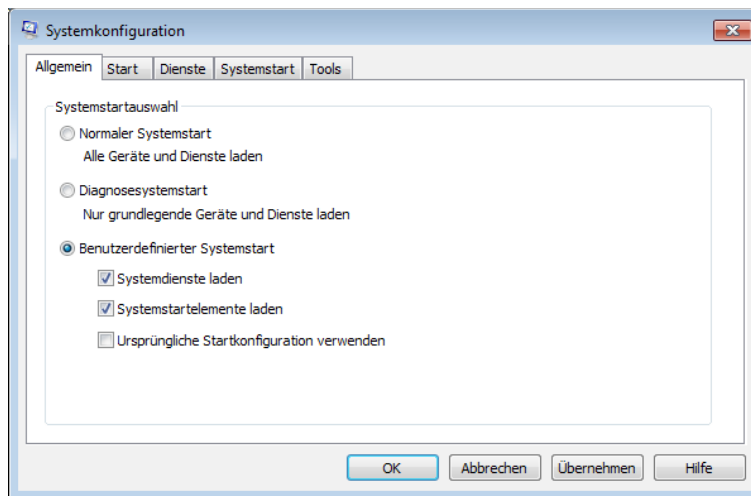 Systemkonfiguration
Allgemein Start Dienste Systemstart Tools
Systemstartauswahl
Normaler Systemstart
Alle Geräte und Dienste laden
Diagnosesystemstart
Nur grundlegende Geräte und Dienste laden
Benutzerdefinierter Systemstart
Systemdienste laden
Systemstartelemente laden
Ursprüngliche Startkonfiguration verwenden
OK Abbrechen Übernehmen Hilfe